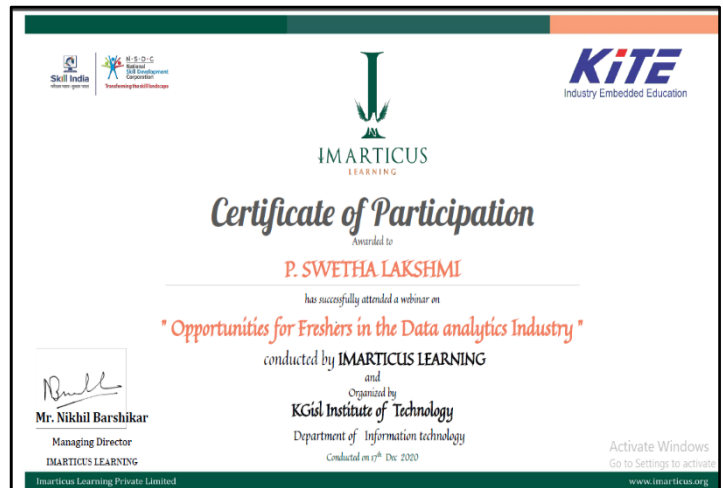 Skill India
कौशल भारत - कुशल भारत
N·S·D·C
National
Skill Development
Corporation
Transforming the skill landscape
KiTE
Industry Embedded Education
IMARTICUS
LEARNING
Certificate of Participation
Awarded to
P. SWETHA LAKSHMI
has successfully attended a webinar on
" Opportunities for Freshers in the Data analytics Industry "
conducted by IMARTICUS LEARNING
and
Organized by
KGisl Institute of Technology
Department of Information technology
Conducted on 17th Dec 2020
Mr. Nikhil Barshikar
Managing Director
IMARTICUS LEARNING
Activate Windows
Go to Settings to activate
Imarticus Learning Private Limited
www.imarticus.org